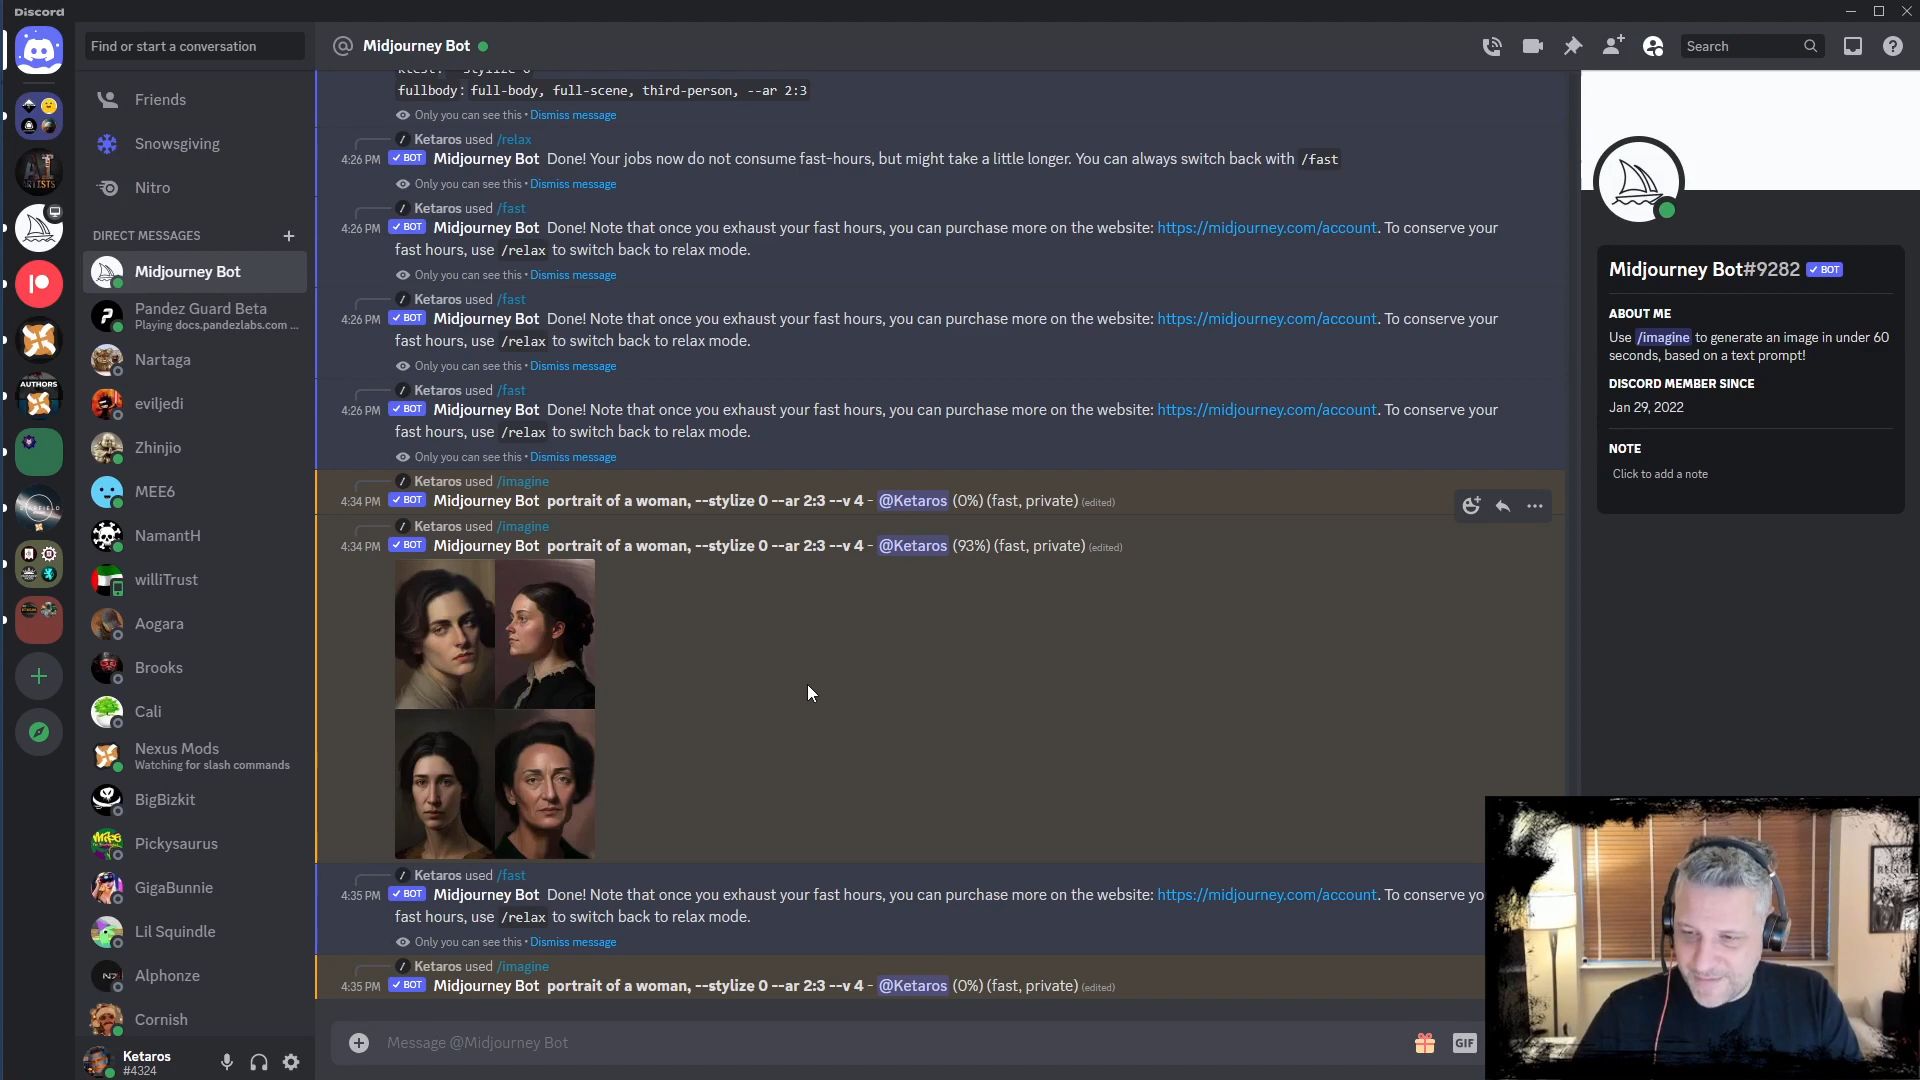 Discord
Find or start a conversation
Friends
Snowsgiving
Nitro
DIRECT MESSAGES
Midjourney Bot
Pandez Guard Beta
Playing docs.pandezlabs.com ...
Nartaga
eviljedi
Zhinjio
MEE6
NamantH
williTrust
Aogara
Brooks
Cali
Nexus Mods
Watching for slash commands
BigBizkit
Pickysaurus
GigaBunnie
Lil Squindle
Alphonze
Cornish
Ketaros
#4324
AUTHORS
Midjourney Bot
Search
fullbody: full-body, full-scene, third-person, --ar 2:3
Only you can see this • Dismiss message
Ketaros used /relax
4:26 PM BOT Midjourney Bot Done! Your jobs now do not consume fast-hours, but might take a little longer. You can always switch back with /fast
Only you can see this • Dismiss message
Ketaros used /fast
4:26 PM BOT Midjourney Bot Done! Note that once you exhaust your fast hours, you can purchase more on the website: https://midjourney.com/account. To conserve your
fast hours, use /relax to switch back to relax mode.
Only you can see this • Dismiss message
Ketaros used /fast
4:26 PM BOT Midjourney Bot Done! Note that once you exhaust your fast hours, you can purchase more on the website: https://midjourney.com/account. To conserve your
fast hours, use /relax to switch back to relax mode.
Only you can see this • Dismiss message
Ketaros used /fast
4:26 PM BOT Midjourney Bot Done! Note that once you exhaust your fast hours, you can purchase more on the website: https://midjourney.com/account. To conserve your
fast hours, use /relax to switch back to relax mode.
Only you can see this • Dismiss message
Ketaros used /imagine
4:34 PM BOT Midjourney Bot portrait of a woman, --stylize 0 --ar 2:3 --v 4 - @Ketaros (0%) (fast, private) (edited)
Ketaros used /imagine
4:34 PM BOT Midjourney Bot portrait of a woman, --stylize 0 --ar 2:3 --v 4 - @Ketaros (93%) (fast, private) (edited)
Ketaros used /fast
4:35 PM BOT Midjourney Bot Done! Note that once you exhaust your fast hours, you can purchase more on the website: https://midjourney.com/account. To conserve yo
fast hours, use /relax to switch back to relax mode.
Only you can see this • Dismiss message
Ketaros used /imagine
4:35 PM BOT Midjourney Bot portrait of a woman, --stylize 0 --ar 2:3 --v 4 - @Ketaros (0%) (fast, private) (edited)
Message @Midjourney Bot
GIF
Midjourney Bot#9282 BOT
ABOUT ME
Use /imagine to generate an image in under 60
seconds, based on a text prompt!
DISCORD MEMBER SINCE
Jan 29, 2022
NOTE
Click to add a note